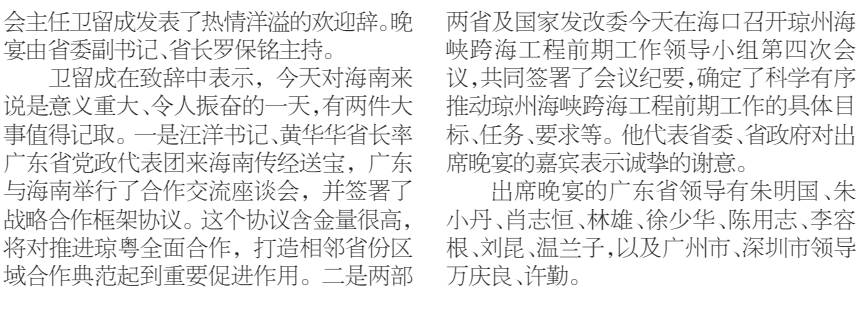 会主任卫留成发表了热情洋溢的欢迎辞。晚
宴由省委副书记、省长罗保铭主持。
卫留成在致辞中表示，今天对海南来
说是意义重大、令人振奋的一天，有两件大
事值得记取。一是汪洋书记、黄华华省长率
广东省党政代表团来海南传经送宝，广东
与海南举行了合作交流座谈会，并签署了
战略合作框架协议。这个协议含金量很高，
将对推进琼粤全面合作，打造相邻省份区
域合作典范起到重要促进作用。二是两部
两省及国家发改委今天在海口召开琼州海
峡跨海工程前期工作领导小组第四次会
议，共同签署了会议纪要，确定了科学有序
推动琼州海峡跨海工程前期工作的具体目
标、任务、要求等。他代表省委、省政府对出
席晚宴的嘉宾表示诚挚的谢意。
出席晚宴的广东省领导有朱明国、朱
小丹、肖志恒、林雄、徐少华、陈用志、李容
根、刘昆、温兰子，以及广州市、深圳市领导
万庆良、许勤。